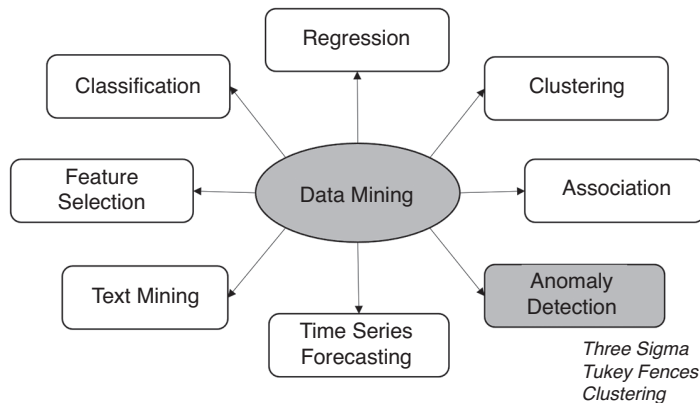 Regression
Classification
Clustering
Feature
Selection
Data Mining
Association
Text Mining
Anomaly
Detection
Time Series
Forecasting
Three Sigma
Tukey Fences
Clustering